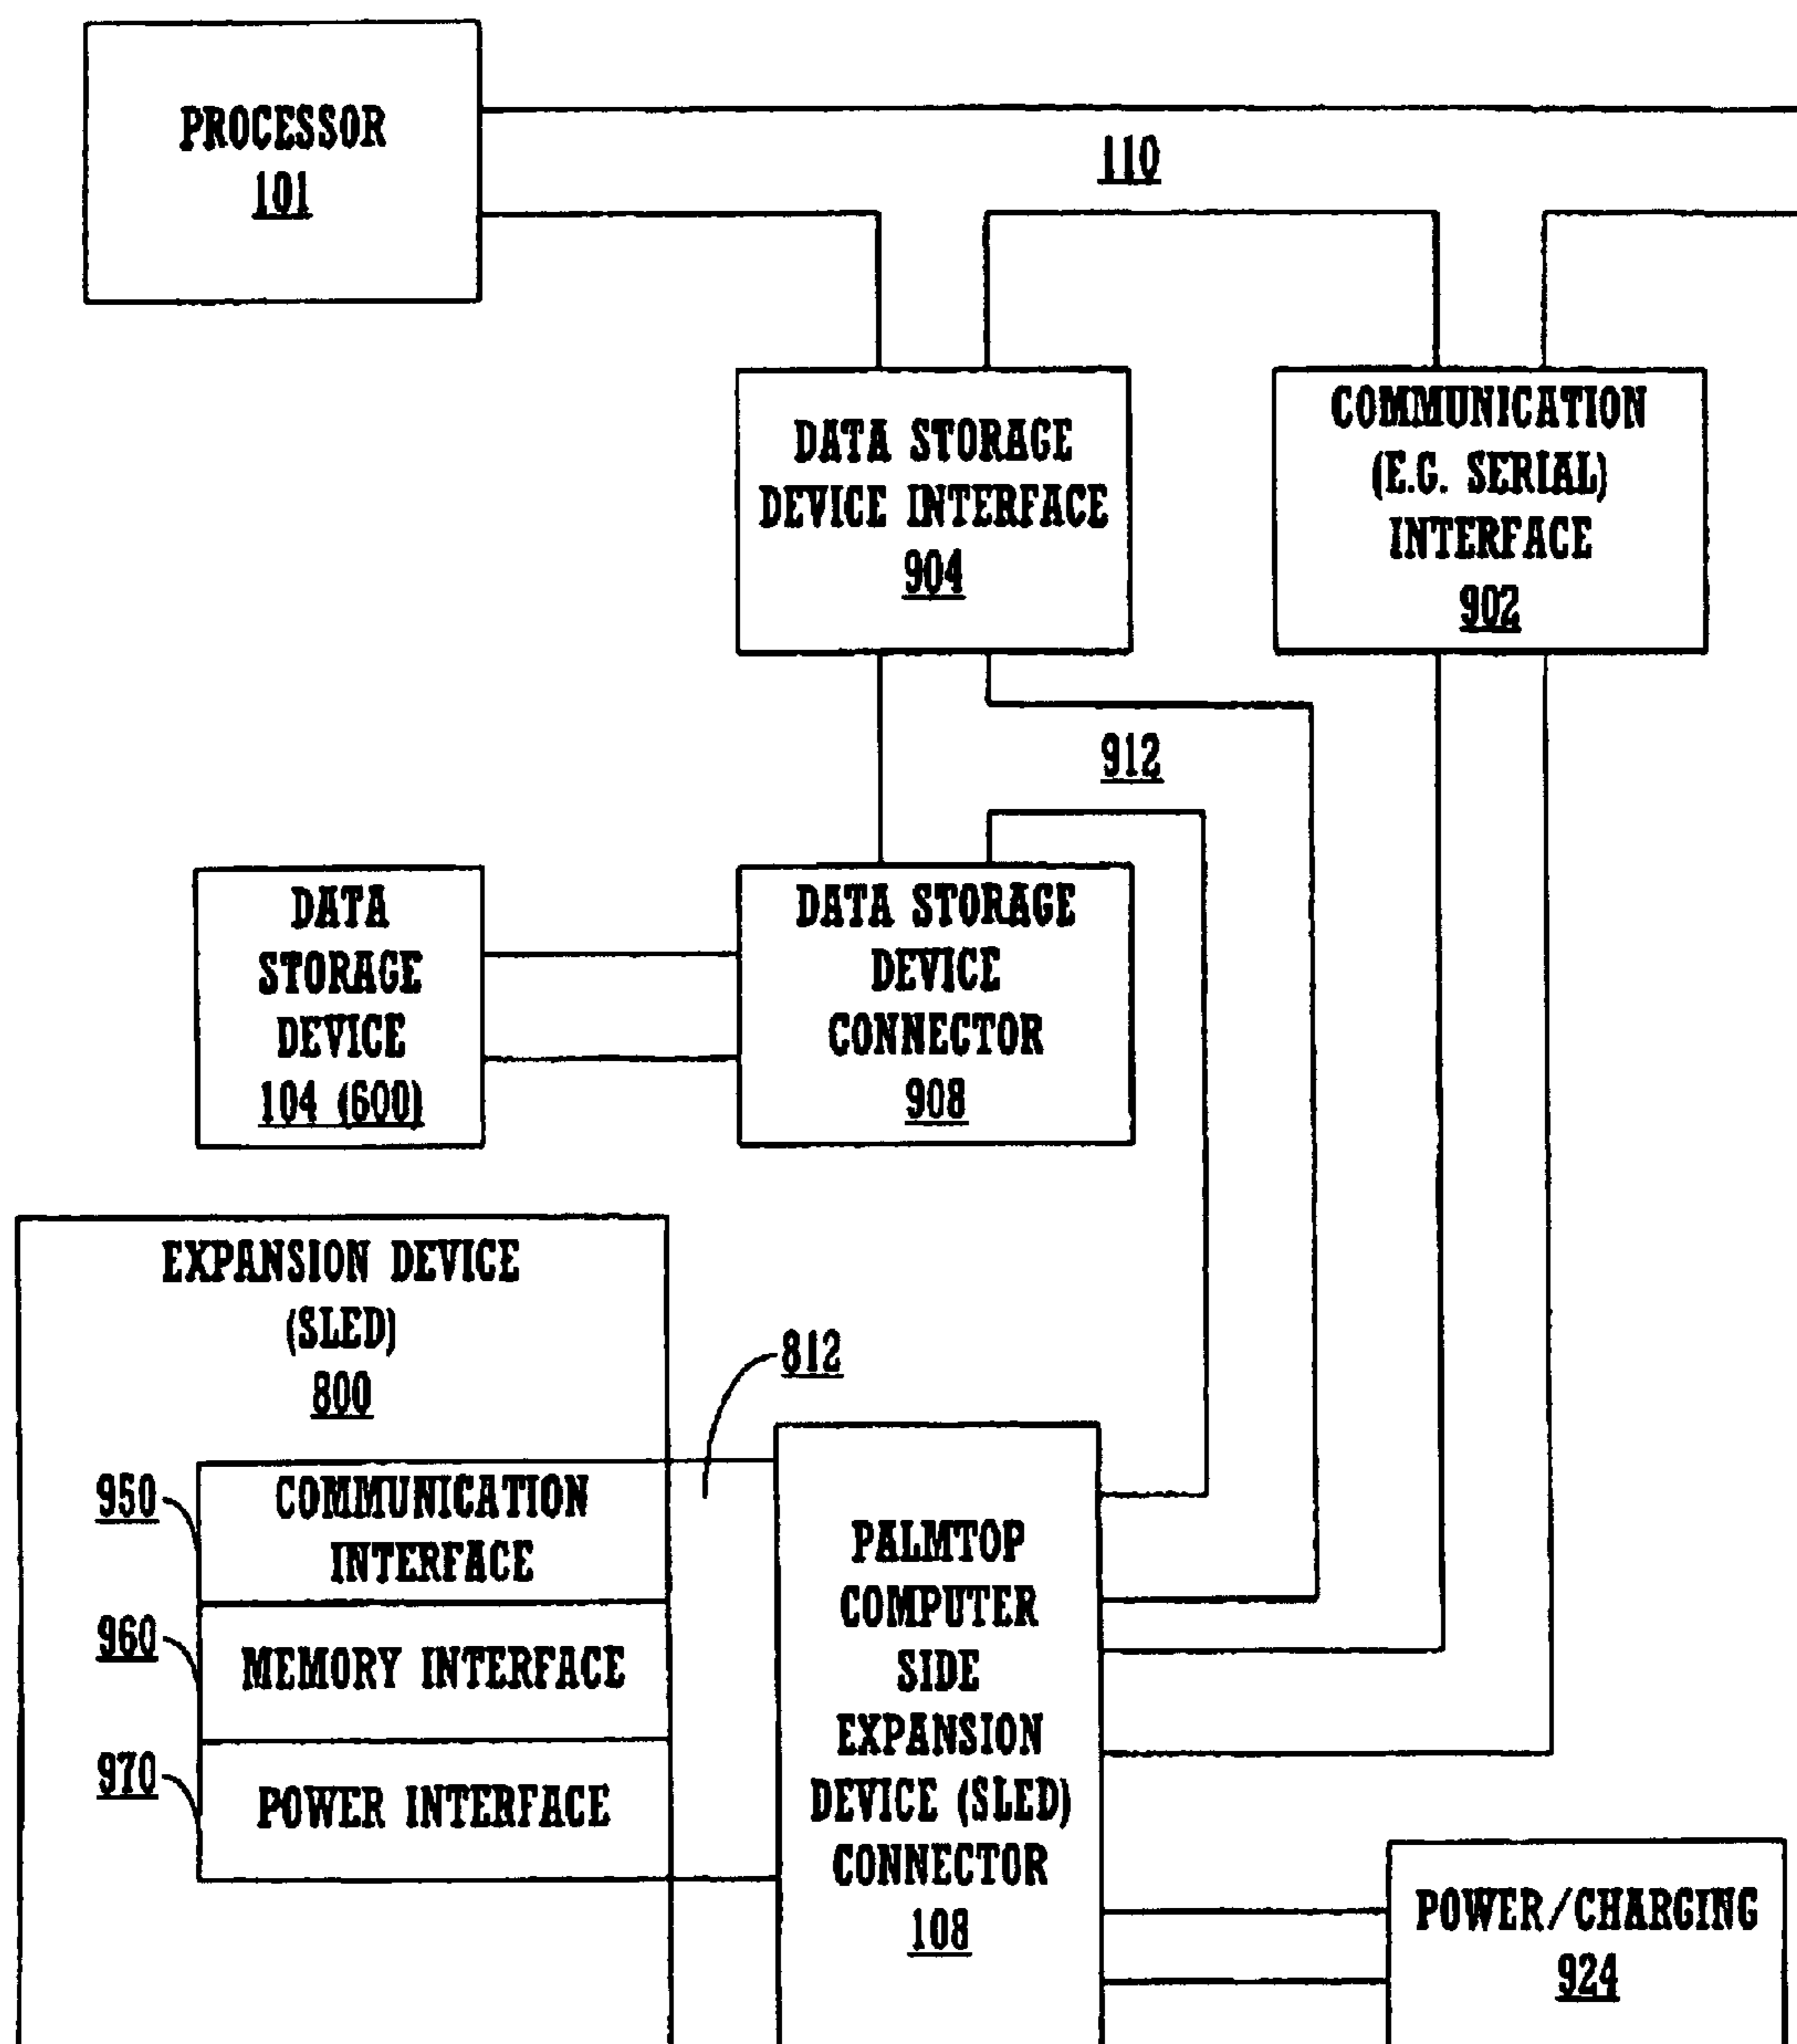 PROCESSOR
101
110
DATA STORAGE
DEVICE INTERFACE
904
COMMUNICATION
(E.G. SERIAL)
INTERFACE
902
912
DATA
STORAGE
DEVICE
104 (600)
DATA STORAGE
DEVICE
CONNECTOR
908
EXPANSION DEVICE
(SLED)
800
812
950
COMMUNICATION
INTERFACE
960
MEMORY INTERFACE
970
POWER INTERFACE
PALMTOP
COMPUTER
SIDE
EXPANSION
DEVICE (SLED)
CONNECTOR
108
POWER/CHARGING
924